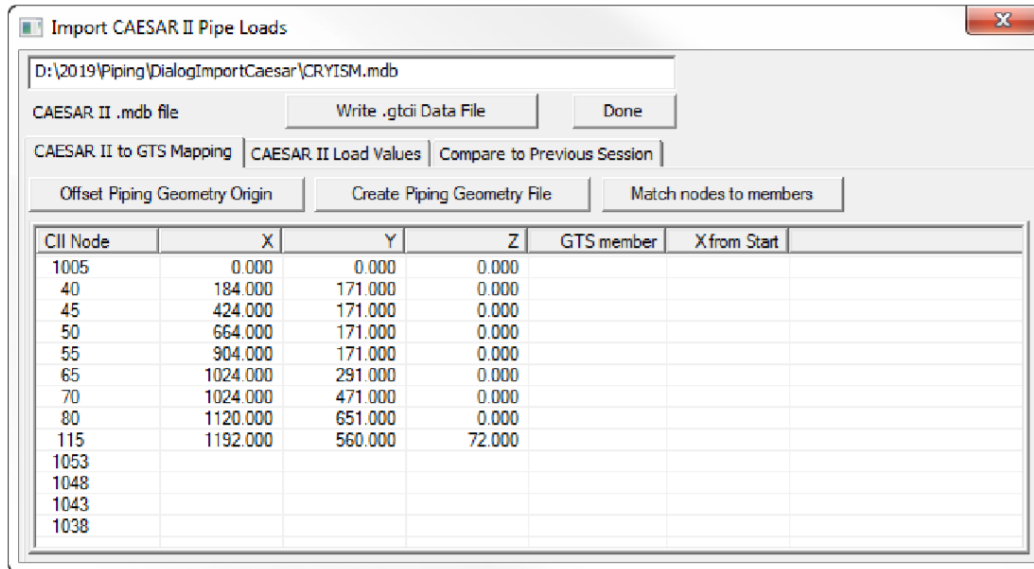 Import CAESAR II Pipe Loads
D:\2019\Piping\DialogImportCaesar\CRYISM.mdb
CAESAR II .mdb file Write .gtcii Data File Done
CAESAR II to GTS Mapping CAESAR II Load Values Compare to Previous Session
Offset Piping Geometry Origin Create Piping Geometry File Match nodes to members
CII Node X Y Z GTS member X from Start
1005 0.000 0.000 0.000
40 184.000 171.000 0.000
45 424.000 171.000 0.000
50 664.000 171.000 0.000
55 904.000 171.000 0.000
65 1024.000 291.000 0.000
70 1024.000 471.000 0.000
80 1120.000 651.000 0.000
115 1192.000 560.000 72.000
1053
1048
1043
1038